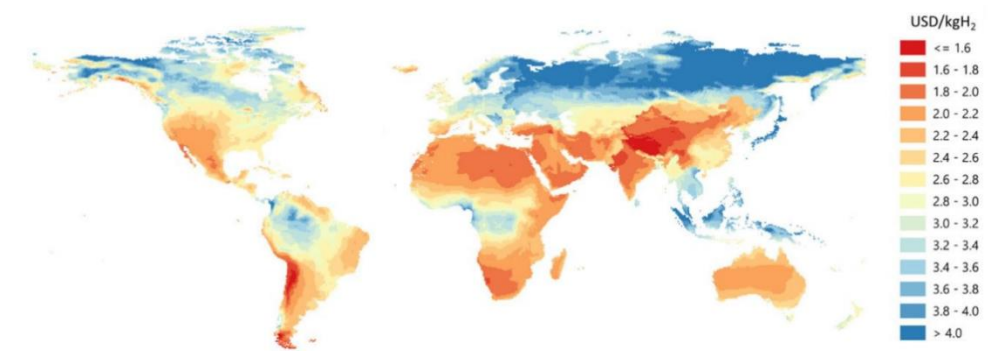 USD/kgH₂
<= 1.6
1.6 - 1.8
1.8 - 2.0
2.0 - 2.2
2.2 - 2.4
2.4 - 2.6
2.6 - 2.8
2.8 - 3.0
3.0 - 3.2
3.2 - 3.4
3.4 - 3.6
3.6 - 3.8
3.8 - 4.0
> 4.0